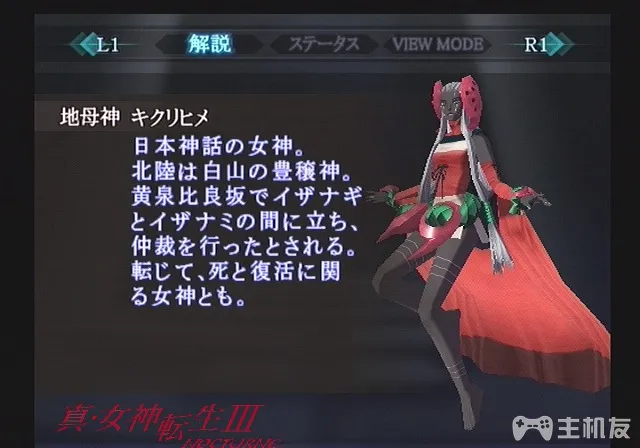 L1 解説 ステータス VIEW MODE R1
地母神 キクリヒメ
日本神話の女神。
北陸は白山の豊穣神。
黄泉比良坂でイザナギ
とイザナミの間に立ち、
仲裁を行ったとされる。
転じて、死と復活に関
る女神とも。
真・女神転生III
NOCTURNE
主机友